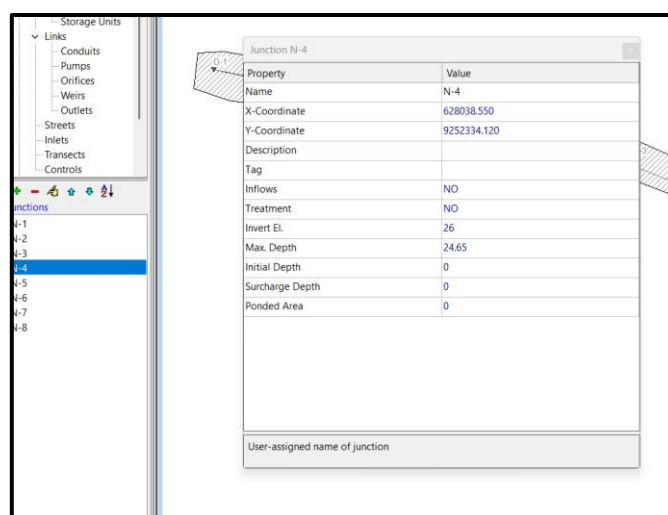 Storage Units
Links
Conduits
Pumps
Orifices
Weirs
Outlets
Streets
Inlets
Transects
Controls
unctions
N-1
N-2
N-3
N-4
N-5
N-6
N-7
N-8
D-1
Junction N-4
Property Value
Name N-4
X-Coordinate 628038.550
Y-Coordinate 9252334.120
Description
Tag
Inflows NO
Treatment NO
Invert El. 26
Max. Depth 24.65
Initial Depth 0
Surcharge Depth 0
Ponded Area 0
User-assigned name of junction